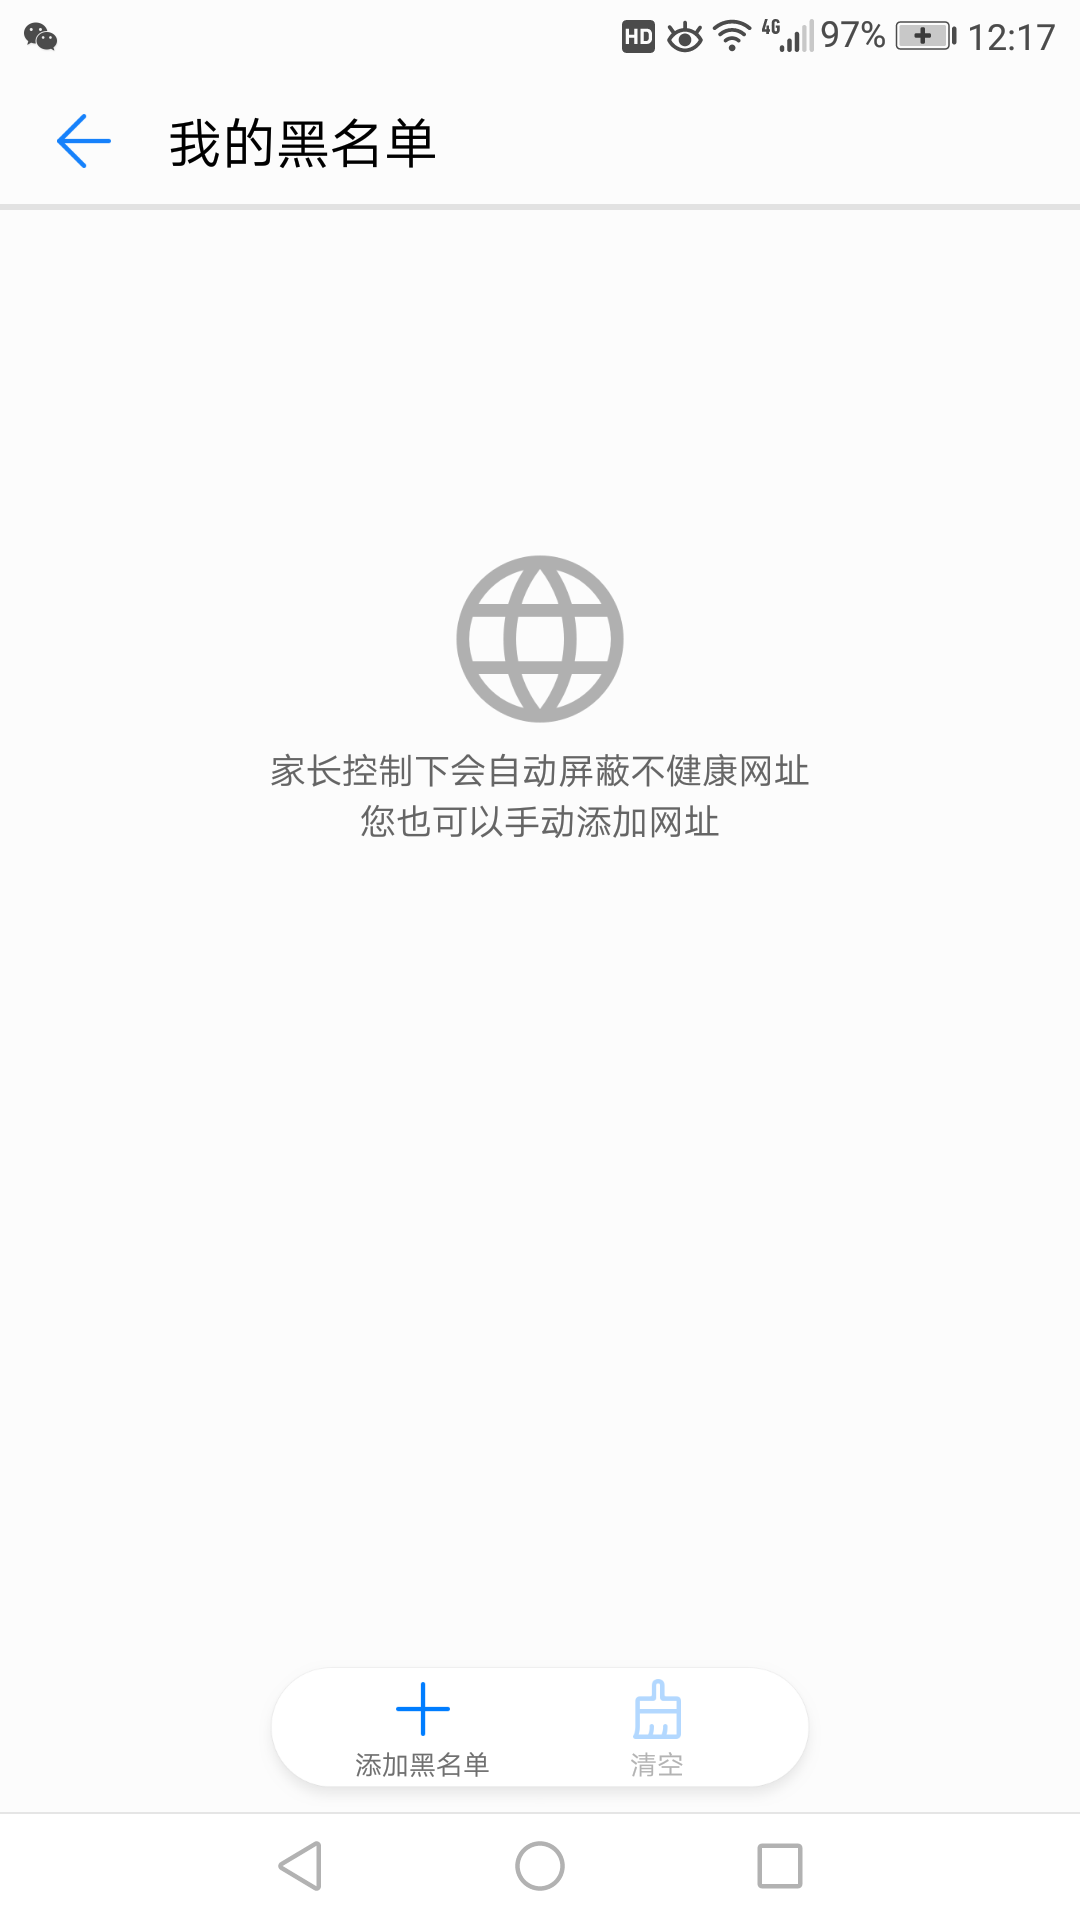 HD 4G 97% 12:17
我的黑名单
家长控制下会自动屏蔽不健康网址
您也可以手动添加网址
添加黑名单 清空